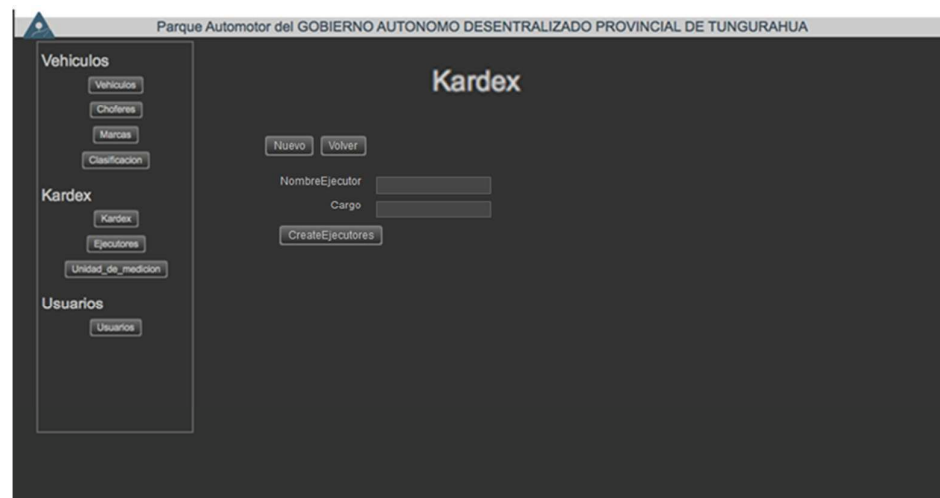 Parque Automotor del GOBIERNO AUTONOMO DESENTRALIZADO PROVINCIAL DE TUNGURAHUA
Vehiculos
Vehiculos
Choferes
Marcas
Clasificacion
Kardex
Kardex
Ejecutores
Unidad_de_medicion
Usuarios
Usuarios
Kardex
Nuevo Volver
NombreEjecutor
Cargo
CreateEjecutores